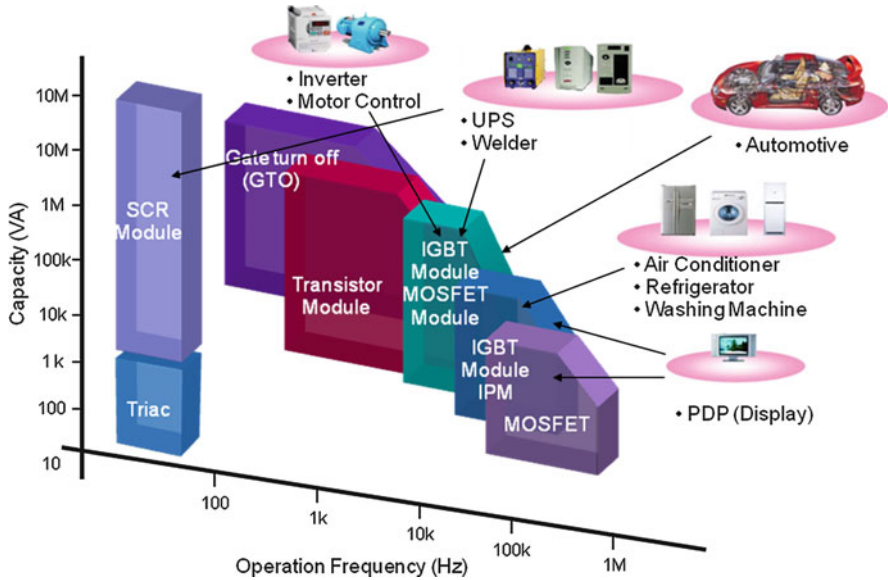 • Inverter
• Motor Control
• UPS
• Welder
• Automotive
• Air Conditioner
• Refrigerator
• Washing Machine
• PDP (Display)
Capacity (VA)
10M
10M
1M
100k
10k
1k
100
10
SCR
Module
Triac
Gate turn off
(GTO)
Transistor
Module
IGBT
Module
MOSFET
Module
IGBT
Module
IPM
MOSFET
100
1k
10k
100k
1M
Operation Frequency (Hz)